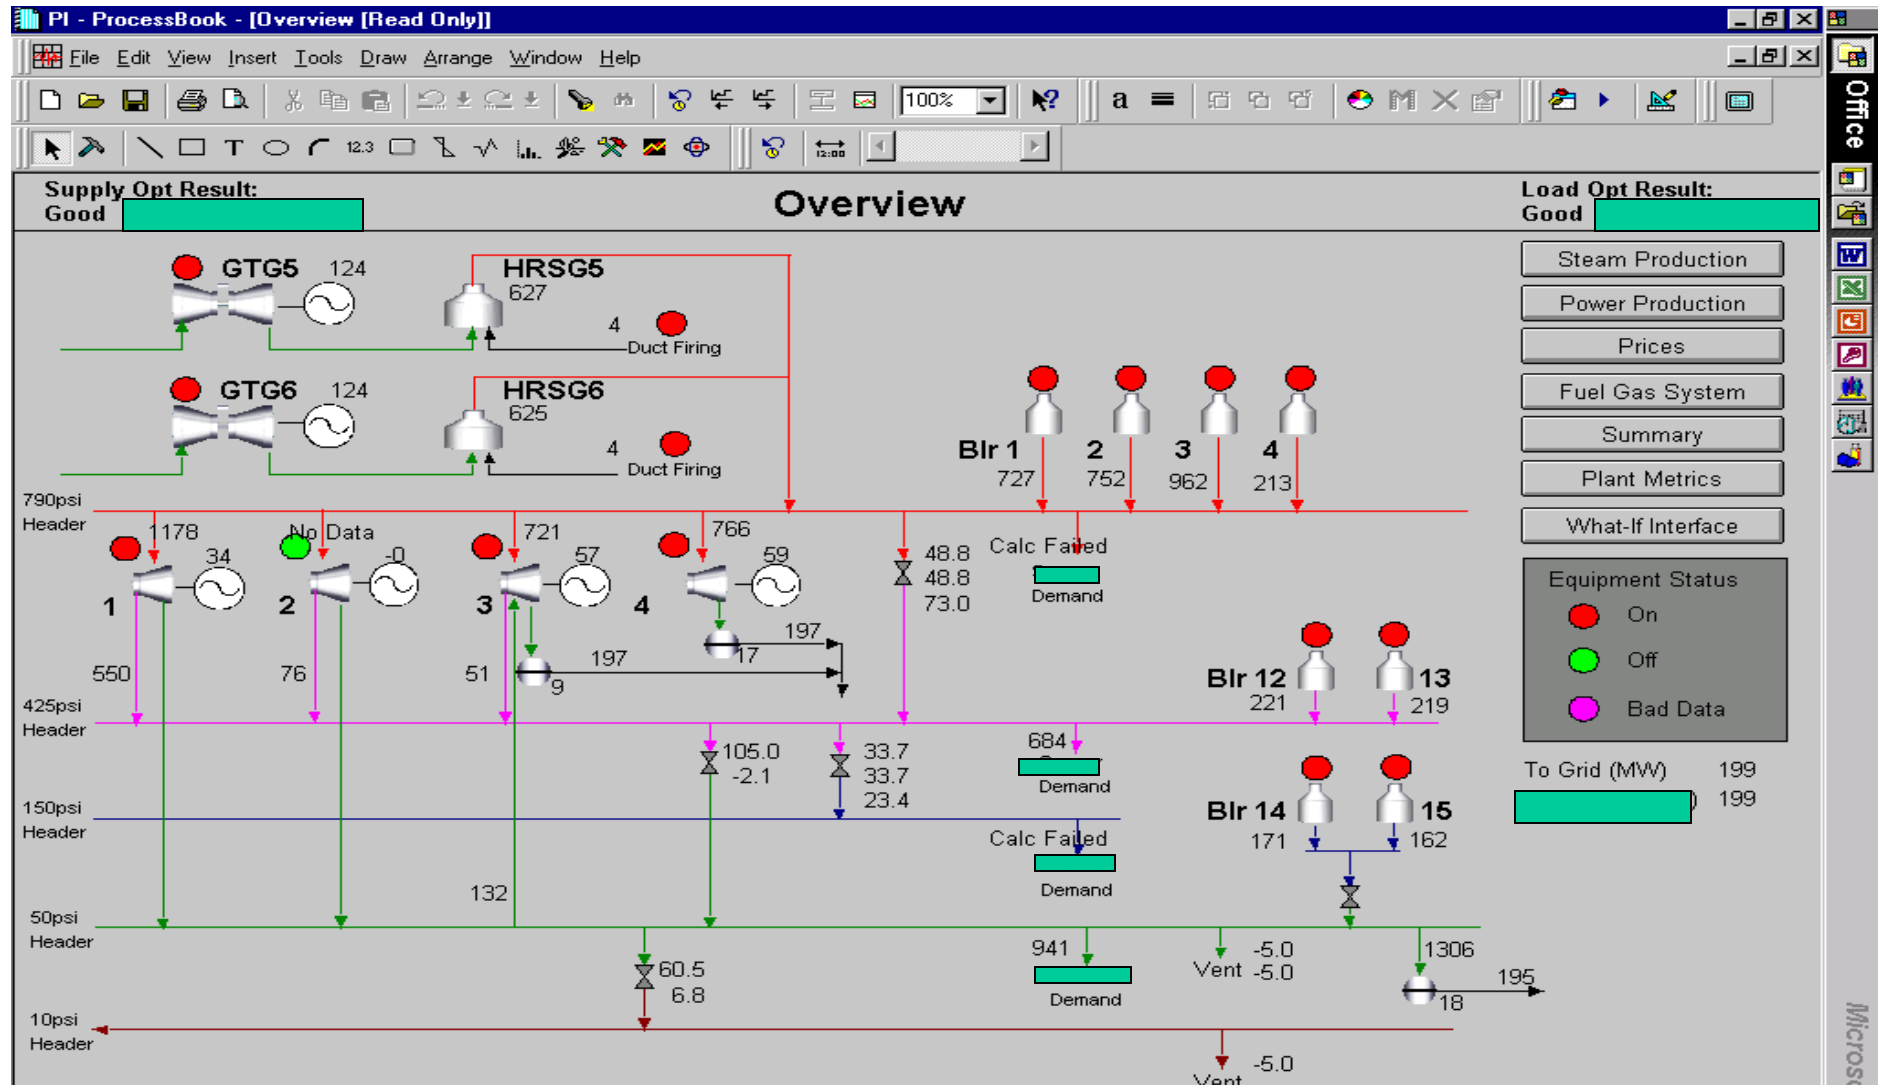 PI - ProcessBook - [Overview [Read Only]]
File Edit View Insert Tools Draw Arrange Window Help
100%
a
T 12.3
12:00
Office
Supply Opt Result:
Good
Overview
Load Opt Result:
Good
GTG5 124
HRSG5
627
4
Duct Firing
GTG6 124
HRSG6
625
4
Duct Firing
Blr 1 2 3 4
727 752 962 213
Steam Production
Power Production
Prices
Fuel Gas System
Summary
Plant Metrics
What-If Interface
790psi
Header
1178 No Data 721 766
34 -0 57 59
1 2 3 4
48.8
48.8
73.0
Calc Failed
Demand
Equipment Status
On
Off
Bad Data
197
17
197
9
550 76 51
Blr 12 13
221 219
425psi
Header
105.0
-2.1
33.7
33.7
23.4
684
Demand
To Grid (MW) 199
) 199
150psi
Header
Blr 14 15
171 162
Calc Failed
Demand
132
50psi
Header
60.5
6.8
941
Demand
-5.0
Vent -5.0
1306
195
18
10psi
Header
-5.0
Vent